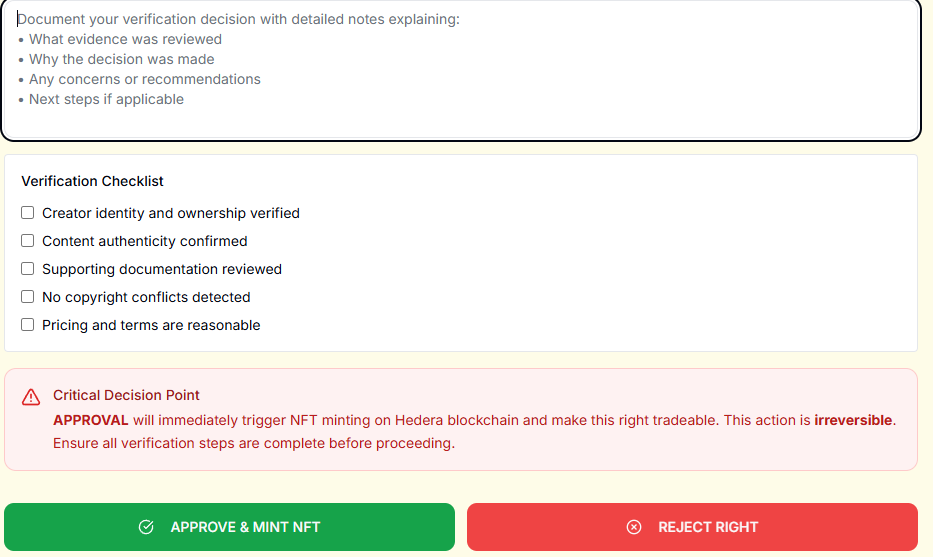 Document your verification decision with detailed notes explaining:
• What evidence was reviewed
• Why the decision was made
• Any concerns or recommendations
• Next steps if applicable
Verification Checklist
Creator identity and ownership verified
Content authenticity confirmed
Supporting documentation reviewed
No copyright conflicts detected
Pricing and terms are reasonable
Critical Decision Point
APPROVAL will immediately trigger NFT minting on Hedera blockchain and make this right tradeable. This action is irreversible.
Ensure all verification steps are complete before proceeding.
APPROVE & MINT NFT
REJECT RIGHT